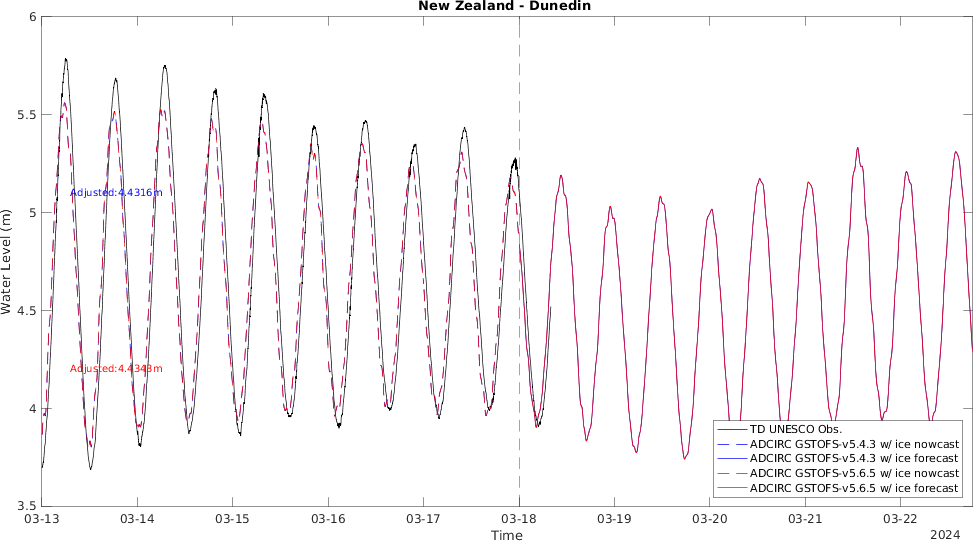 New Zealand - Dunedin
6
5.5
5
4.5
4
3.5
Water Level (m)
Adjusted:4.4316m
Adjusted:4.4343m
TD UNESCO Obs.
ADCIRC GSTOFS-v5.4.3 w/ ice nowcast
ADCIRC GSTOFS-v5.4.3 w/ ice forecast
ADCIRC GSTOFS-v5.6.5 w/ ice nowcast
ADCIRC GSTOFS-v5.6.5 w/ ice forecast
03-13 03-14 03-15 03-16 03-17 03-18 03-19 03-20 03-21 03-22
Time
2024